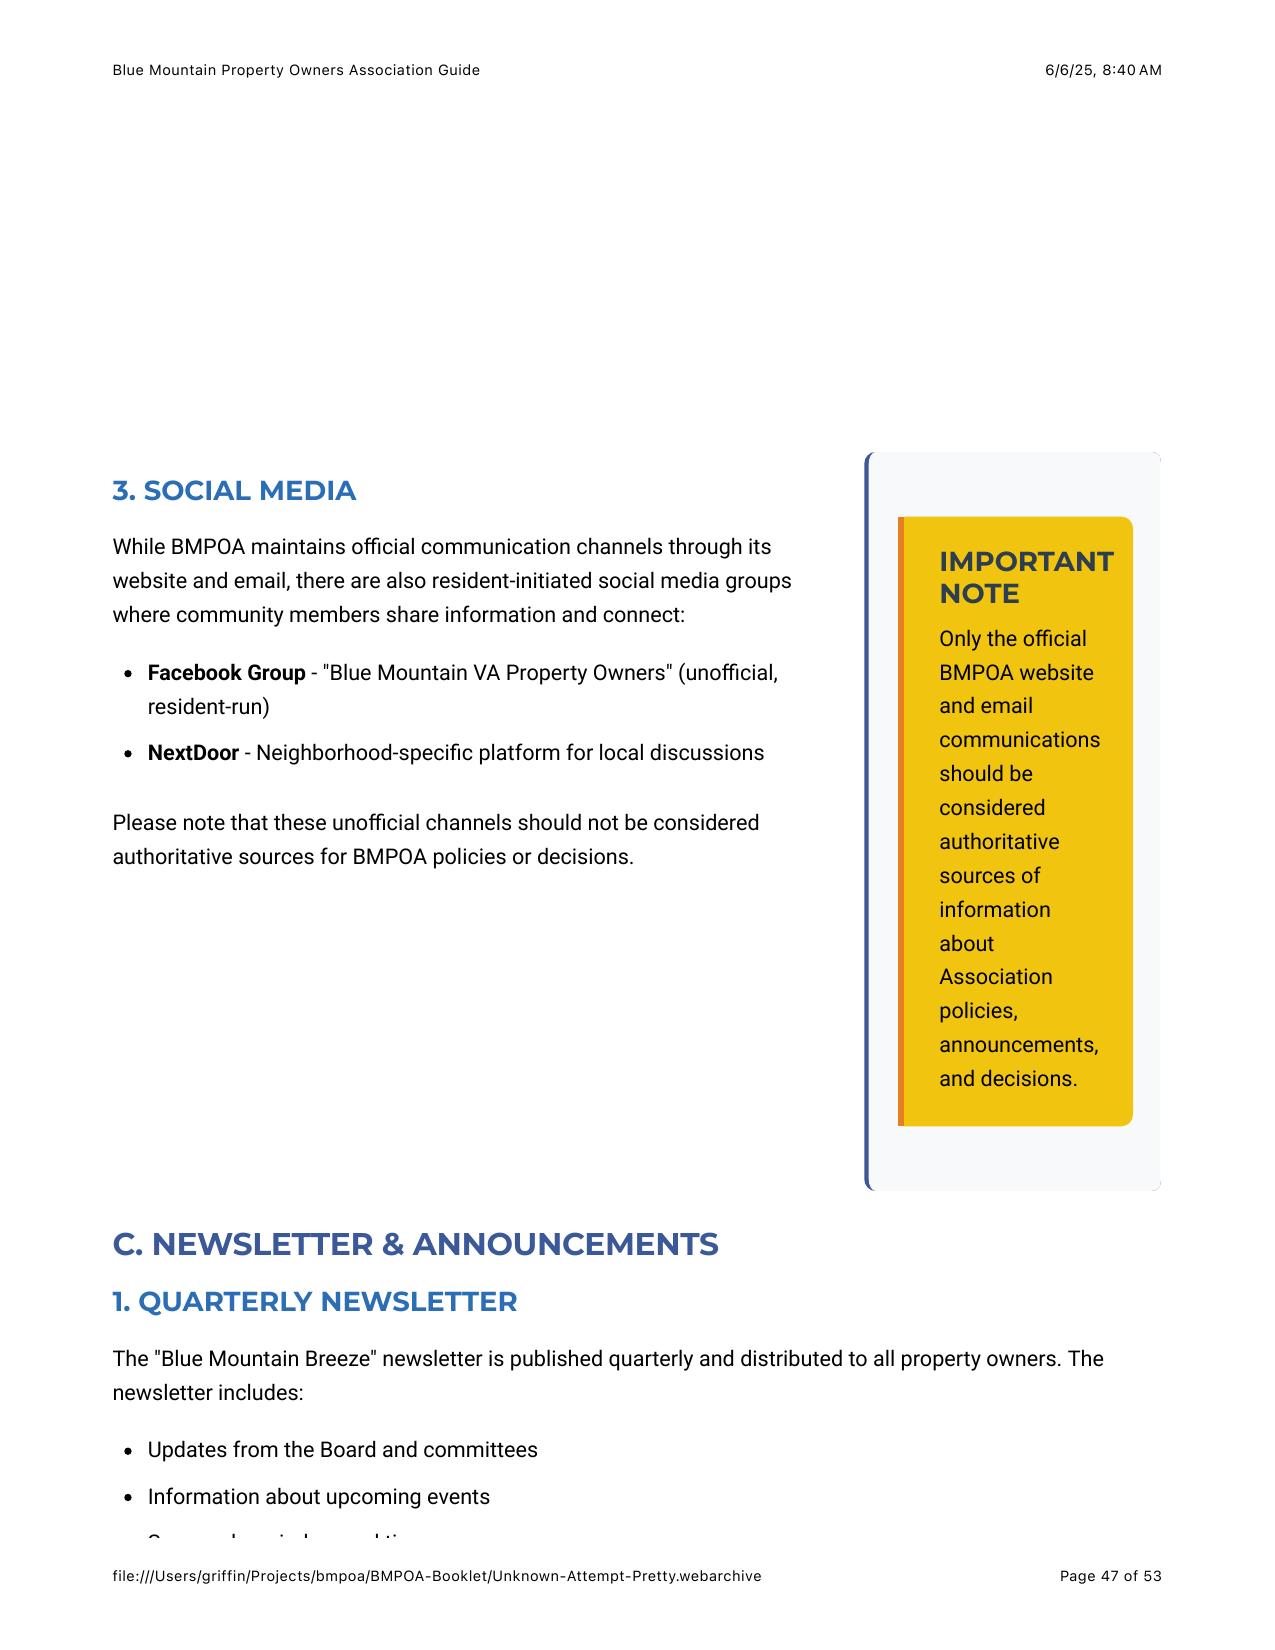 Blue Mountain Property Owners Association Guide
6/6/25, 8:40 AM
3. SOCIAL MEDIA
While BMPOA maintains official communication channels through its
website and email, there are also resident-initiated social media groups
where community members share information and connect:
• Facebook Group - "Blue Mountain VA Property Owners" (unofficial,
resident-run)
• NextDoor - Neighborhood-specific platform for local discussions
Please note that these unofficial channels should not be considered
authoritative sources for BMPOA policies or decisions.
IMPORTANT
NOTE
Only the official
BMPOA website
and email
communications
should be
considered
authoritative
sources of
information
about
Association
policies,
announcements,
and decisions.
C. NEWSLETTER & ANNOUNCEMENTS
1. QUARTERLY NEWSLETTER
The "Blue Mountain Breeze" newsletter is published quarterly and distributed to all property owners. The
newsletter includes:
• Updates from the Board and committees
• Information about upcoming events
file:///Users/griffin/Projects/bmpoa/BMPOA-Booklet/Unknown-Attempt-Pretty.webarchive
Page 47 of 53